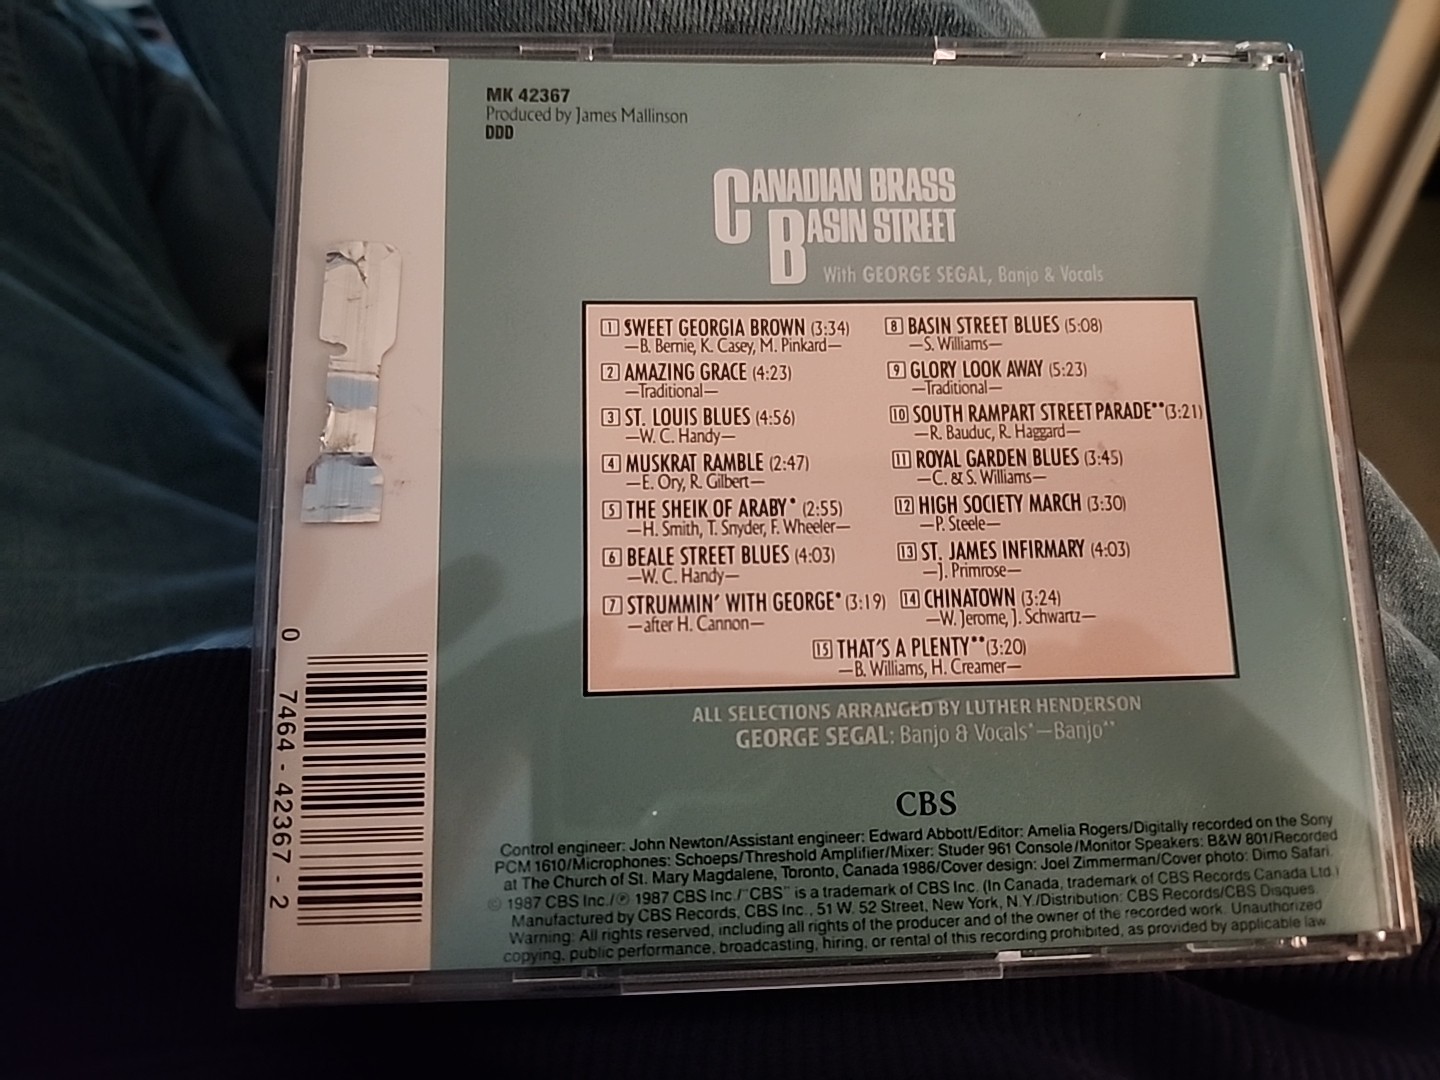 MK 42367
Produced by James Mallinson
DDD
CANADIAN BRASS
BASIN STREET
With GEORGE SEGAL, Banjo & Vocals
1 SWEET GEORGIA BROWN (3:34)
—B. Bernie, K. Casey, M. Pinkard—
2 AMAZING GRACE (4:23)
—Traditional—
3 ST. LOUIS BLUES (4:56)
—W. C. Handy—
4 MUSKRAT RAMBLE (2:47)
—E. Ory, R. Gilbert—
5 THE SHEIK OF ARABY* (2:55)
—H. Smith, T. Snyder, F. Wheeler—
6 BEALE STREET BLUES (4:03)
—W. C. Handy—
7 STRUMMIN' WITH GEORGE* (3:19)
—after H. Cannon—
8 BASIN STREET BLUES (5:08)
—S. Williams—
9 GLORY LOOK AWAY (5:23)
—Traditional—
10 SOUTH RAMPART STREET PARADE** (3:21)
—R. Bauduc, R. Haggard—
11 ROYAL GARDEN BLUES (3:45)
—C. & S. Williams—
12 HIGH SOCIETY MARCH (3:30)
—P. Steele—
13 ST. JAMES INFIRMARY (4:03)
—J. Primrose—
14 CHINATOWN (3:24)
—W. Jerome, J. Schwartz—
15 THAT'S A PLENTY** (3:20)
—B. Williams, H. Creamer—
ALL SELECTIONS ARRANGED BY LUTHER HENDERSON
GEORGE SEGAL: Banjo & Vocals*—Banjo**
CBS
Control engineer: John Newton/Assistant engineer: Edward Abbott/Editor: Amelia Rogers/Digitally recorded on the Sony
PCM 1610/Microphones: Schoeps/Threshold Amplifier/Mixer: Studer 961 Console/Monitor Speakers: B&W 801/Recorded
at The Church of St. Mary Magdalene, Toronto, Canada 1986/Cover design: Joel Zimmerman/Cover photo: Dimo Safari.
© 1987 CBS Inc./℗ 1987 CBS Inc./"CBS" is a trademark of CBS Inc. (In Canada, trademark of CBS Records Canada Ltd.)
Manufactured by CBS Records, CBS Inc., 51 W. 52 Street, New York, N.Y./Distribution: CBS Records/CBS Disques.
Warning: All rights reserved, including all rights of the producer and of the owner of the recorded work. Unauthorized
copying, public performance, broadcasting, hiring, or rental of this recording prohibited, as provided by applicable law.
0 7464-42367-2